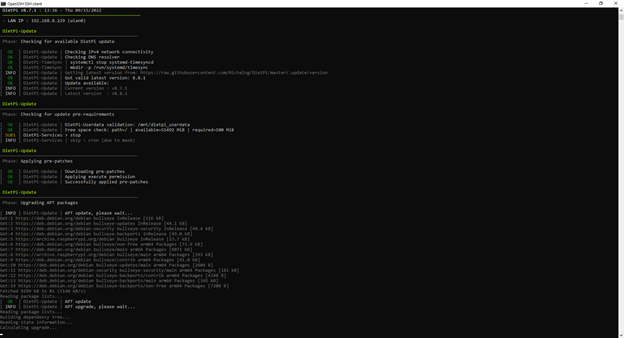 OpenSSH SSH client
DietPi v8.7.1 : 13:36 - Thu 09/15/2022
- LAN IP : 192.168.8.229 (wlan0)
DietPi-Update
Phase: Checking for available DietPi update
[ OK ] DietPi-Update | Checking IPv4 network connectivity
[ OK ] DietPi-Update | Checking DNS resolver
[ OK ] DietPi-TimeSync | systemctl stop systemd-timesyncd
[ OK ] DietPi-TimeSync | mkdir -p /run/systemd/timesync
[ INFO ] DietPi-Update | Getting latest version from: https://raw.githubusercontent.com/MichaIng/DietPi/master/.update/version
[ OK ] DietPi-Update | Got valid latest version: 8.8.1
[ OK ] DietPi-Update | Update available:
[ INFO ] DietPi-Update | Current version : v8.7.1
[ INFO ] DietPi-Update | Latest version : v8.8.1
DietPi-Update
Phase: Checking for update pre-requirements
[ OK ] DietPi-Update | DietPi-Userdata validation: /mnt/dietpi_userdata
[ OK ] DietPi-Update | Free space check: path=/ | available=55492 MiB | required=100 MiB
[ SUB1 ] DietPi-Services > stop
[ INFO ] DietPi-Services | skip : cron (due to mask)
DietPi-Update
Phase: Applying pre-patches
[ OK ] DietPi-Update | Downloading pre-patches
[ OK ] DietPi-Update | Applying execute permission
[ OK ] DietPi-Update | Successfully applied pre-patches
DietPi-Update
Phase: Upgrading APT packages
[ INFO ] DietPi-Update | APT update, please wait...
Get:1 https://deb.debian.org/debian bullseye InRelease [116 kB]
Get:2 https://deb.debian.org/debian bullseye-updates InRelease [44.1 kB]
Get:3 https://deb.debian.org/debian-security bullseye-security InRelease [48.4 kB]
Get:4 https://deb.debian.org/debian bullseye-backports InRelease [49.0 kB]
Get:5 https://archive.raspberrypi.org/debian bullseye InRelease [23.7 kB]
Get:6 https://deb.debian.org/debian bullseye/non-free arm64 Packages [72.9 kB]
Get:7 https://deb.debian.org/debian bullseye/main arm64 Packages [8071 kB]
Get:8 https://archive.raspberrypi.org/debian bullseye/main arm64 Packages [293 kB]
Get:9 https://deb.debian.org/debian bullseye/contrib arm64 Packages [41.0 kB]
Get:10 https://deb.debian.org/debian bullseye-updates/main arm64 Packages [2600 B]
Get:11 https://deb.debian.org/debian-security bullseye-security/main arm64 Packages [181 kB]
Get:12 https://deb.debian.org/debian bullseye-backports/contrib arm64 Packages [4348 B]
Get:13 https://deb.debian.org/debian bullseye-backports/main arm64 Packages [345 kB]
Get:14 https://deb.debian.org/debian bullseye-backports/non-free arm64 Packages [7300 B]
Fetched 9299 kB in 8s (1140 kB/s)
Reading package lists...
[ OK ] DietPi-Update | APT update
[ INFO ] DietPi-Update | APT upgrade, please wait...
Reading package lists...
Building dependency tree...
Reading state information...
Calculating upgrade...